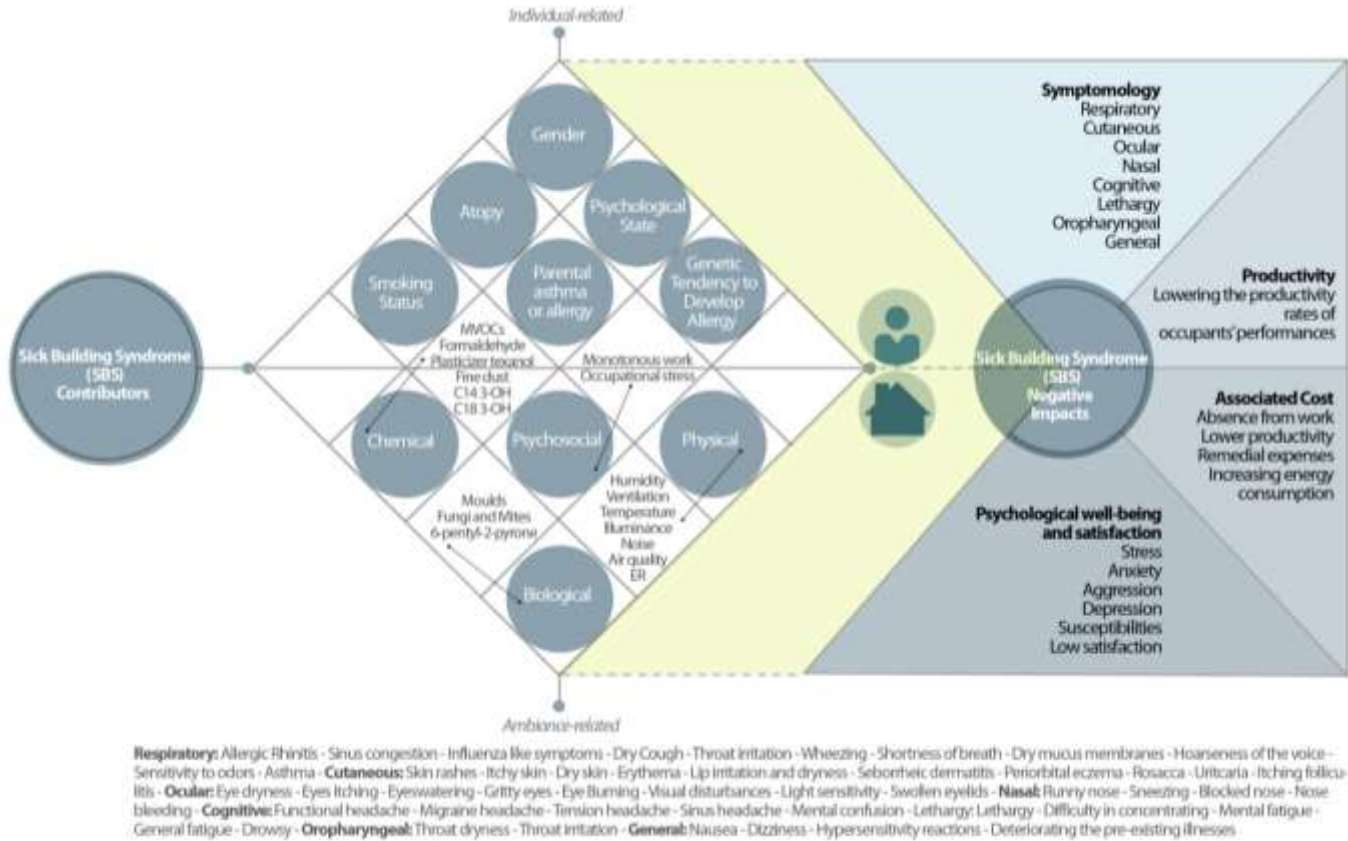 Individual-related
Gender
Atopy
Psychological
State
Smoking
Status
Parental
asthma
or allergy
Genetic
Tendency to
Develop
Allergy
Sick Building Syndrome
(SBS)
Contributors
MVOCs
Formaldehyde
Plasticizer texanol
Fine dust
C14 3-OH
C18 3-OH
Monotonous work
Occupational stress
Chemical
Psychosocial
Physical
Moulds
Fungi and Mites
6-pentyl-2-pyrone
Humidity
Ventilation
Temperature
Illuminance
Noise
Air quality
ER
Biological
Ambiance-related
Symptomology
Respiratory
Cutaneous
Ocular
Nasal
Cognitive
Lethargy
Oropharyngeal
General
Productivity
Lowering the productivity
rates of
occupants' performances
Sick Building Syndrome
(SBS)
Negative
Impacts
Associated Cost
Absence from work
Lower productivity
Remedial expenses
Increasing energy
consumption
Psychological well-being
and satisfaction
Stress
Anxiety
Aggression
Depression
Susceptibilities
Low satisfaction
Respiratory: Allergic Rhinitis - Sinus congestion - Influenza like symptoms - Dry Cough - Throat irritation - Wheezing - Shortness of breath - Dry mucus membranes - Hoarseness of the voice -
Sensitivity to odors - Asthma - Cutaneous: Skin rashes - Itchy skin - Dry skin - Erythema - Lip irritation and dryness - Seborrheic dermatitis - Periorbital eczema - Rosacca - Uritcaria - Itching follicu-
litis - Ocular: Eye dryness - Eyes Itching - Eyeswatering - Gritty eyes - Eye Burning - Visual disturbances - Light sensitivity - Swollen eyelids - Nasal: Runny nose - Sneezing - Blocked nose - Nose
bleeding - Cognitive: Functional headache - Migraine headache - Tension headache - Sinus headache - Mental confusion - Lethargy: Lethargy - Difficulty in concentrating - Mental fatigue -
General fatigue - Drowsy - Oropharyngeal: Throat dryness - Throat irritation - General: Nausea - Dizziness - Hypersensitivity reactions - Deteriorating the pre-existing illnesses